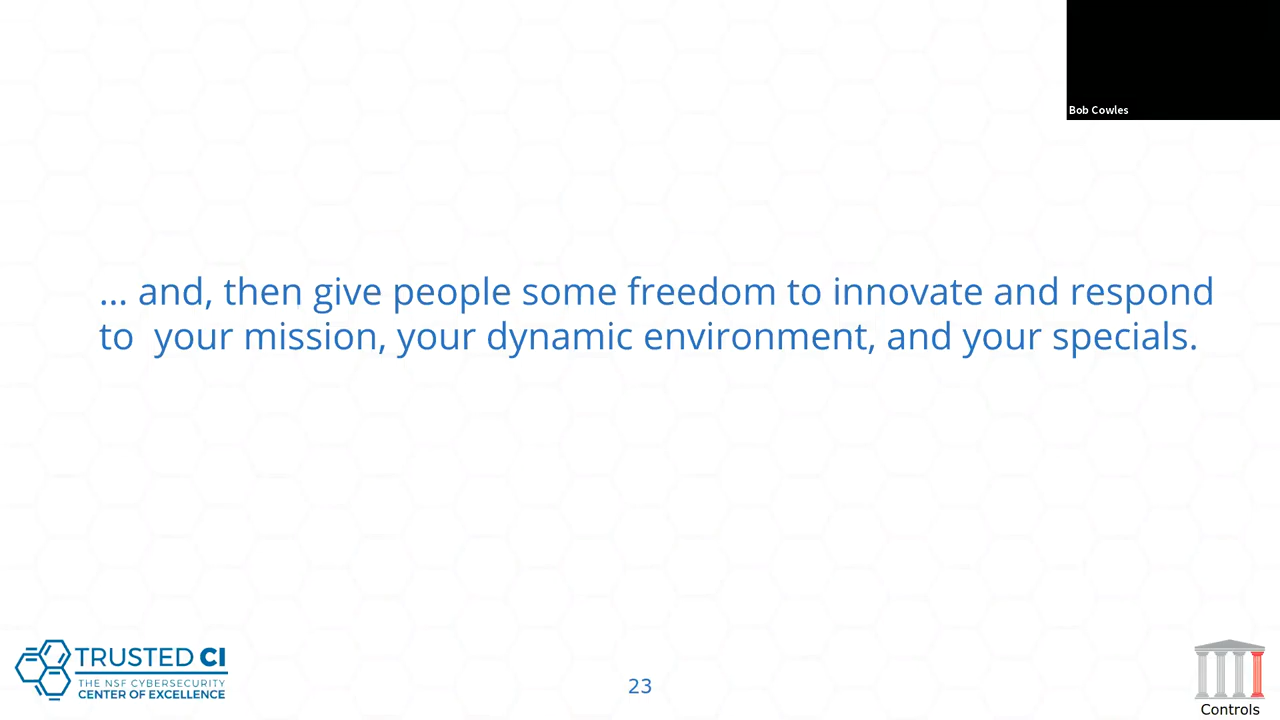 Bob Cowles
... and, then give people some freedom to innovate and respond
to  your mission, your dynamic environment, and your specials.
TRUSTED CI
THE NSF CYBERSECURITY
CENTER OF EXCELLENCE
23
Controls